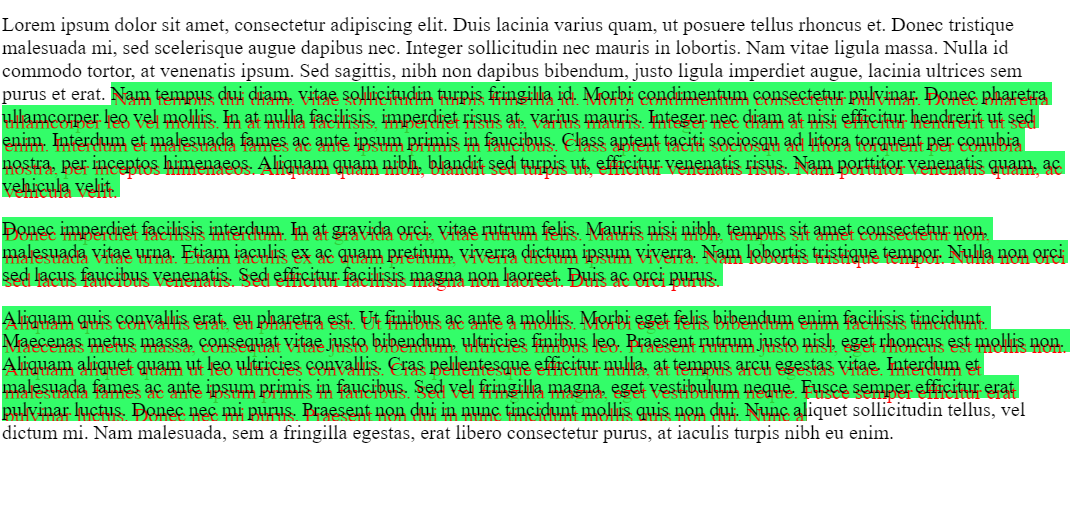 Lorem ipsum dolor sit amet, consectetur adipiscing elit. Duis lacinia varius quam, ut posuere tellus rhoncus et. Donec tristique
malesuada mi, sed scelerisque augue dapibus nec. Integer sollicitudin nec mauris in lobortis. Nam vitae ligula massa. Nulla id
commodo tortor, at venenatis ipsum. Sed sagittis, nibh non dapibus bibendum, justo ligula imperdiet augue, lacinia ultrices sem
purus et erat. Nam tempus dui diam, vitae sollicitudin turpis fringilla id. Morbi condimentum consectetur pulvinar. Donec pharetra
ullamcorper leo vel mollis. In at nulla facilisis, imperdiet risus at, varius mauris. Integer nec diam at nisi efficitur hendrerit ut sed
enim. Interdum et malesuada fames ac ante ipsum primis in faucibus. Class aptent taciti sociosqu ad litora torquent per conubia
nostra, per inceptos himenaeos. Aliquam quam nibh, blandit sed turpis ut, efficitur venenatis risus. Nam porttitor venenatis quam, ac
vehicula velit.
Donec imperdiet facilisis interdum. In at gravida orci, vitae rutrum felis. Mauris nisi nibh, tempus sit amet consectetur non,
malesuada vitae urna. Etiam iaculis ex ac quam pretium, viverra dictum ipsum viverra. Nam lobortis tristique tempor. Nulla non orci
sed lacus faucibus venenatis. Sed efficitur facilisis magna non laoreet. Duis ac orci purus.
Aliquam quis convallis erat, eu pharetra est. Ut finibus ac ante a mollis. Morbi eget felis bibendum enim facilisis tincidunt.
Maecenas metus massa, consequat vitae justo bibendum, ultricies finibus leo. Praesent rutrum justo nisl, eget rhoncus est mollis non.
Aliquam aliquet quam ut leo ultricies convallis. Cras pellentesque efficitur nulla, at tempus arcu egestas vitae. Interdum et
malesuada fames ac ante ipsum primis in faucibus. Sed vel fringilla magna, eget vestibulum neque. Fusce semper efficitur erat
pulvinar luctus. Donec nec mi purus. Praesent non dui in nunc tincidunt mollis quis non dui. Nunc aliquet sollicitudin tellus, vel
dictum mi. Nam malesuada, sem a fringilla egestas, erat libero consectetur purus, at iaculis turpis nibh eu enim.